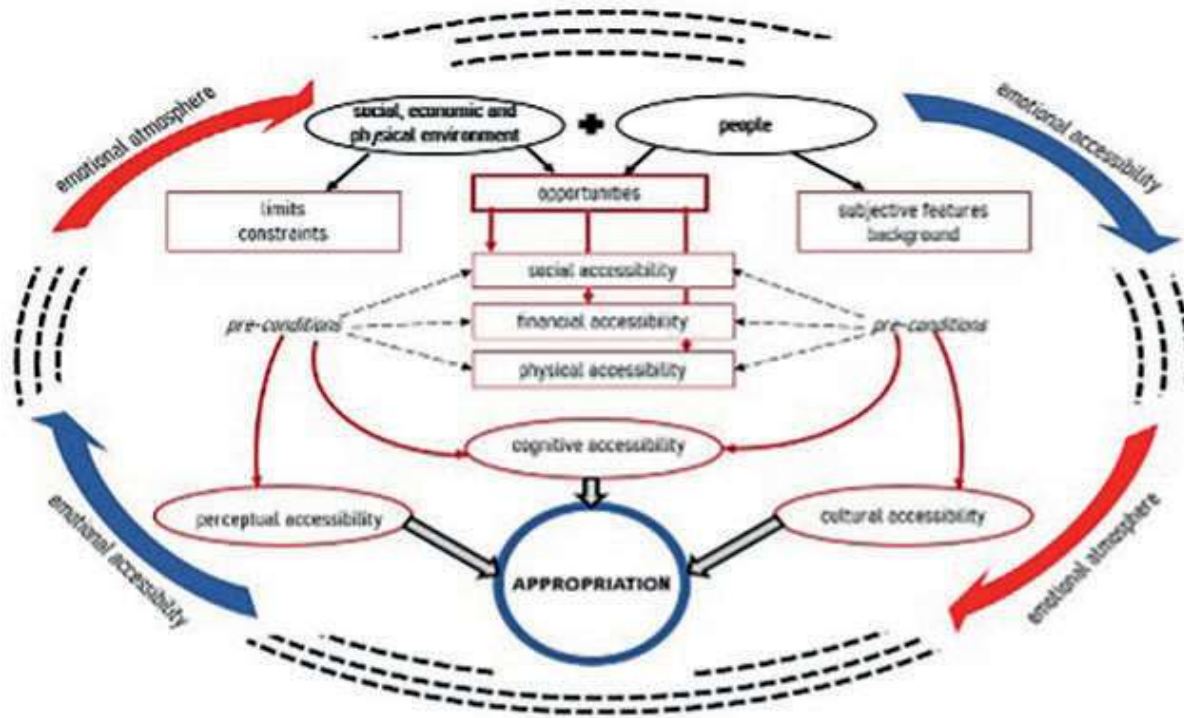 emotional atmosphere
emotional accessibility
social, economic and
physical environment
people
limits
constraints
opportunities
subjective features
background
social accessibility
pre-conditions
financial accessibility
pre-conditions
physical accessibility
cognitive accessibility
perceptual accessibility
cultural accessibility
APPROPRIATION
emotional accessibility
emotional atmosphere